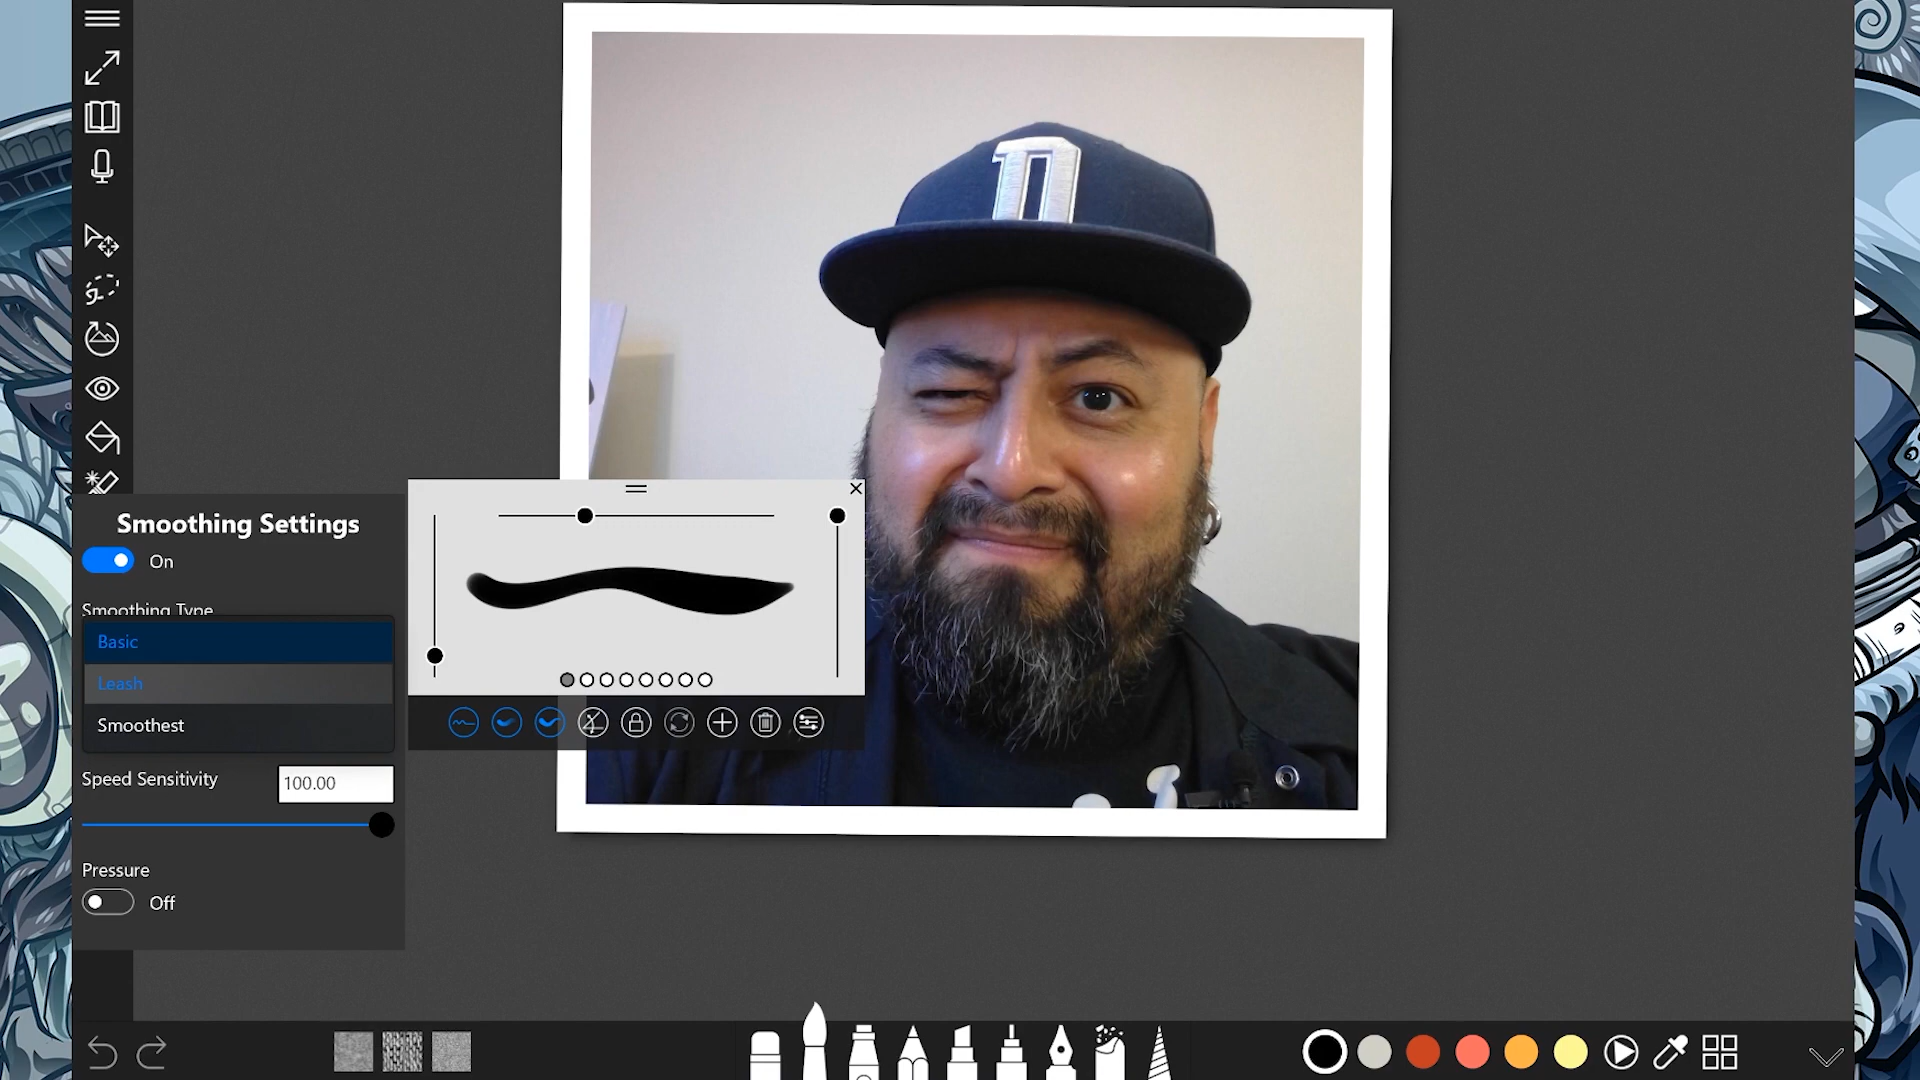 Smoothing Settings
On
Smoothing Type
Basic
Leash
Smoothest
Speed Sensitivity
100.00
Pressure
Off